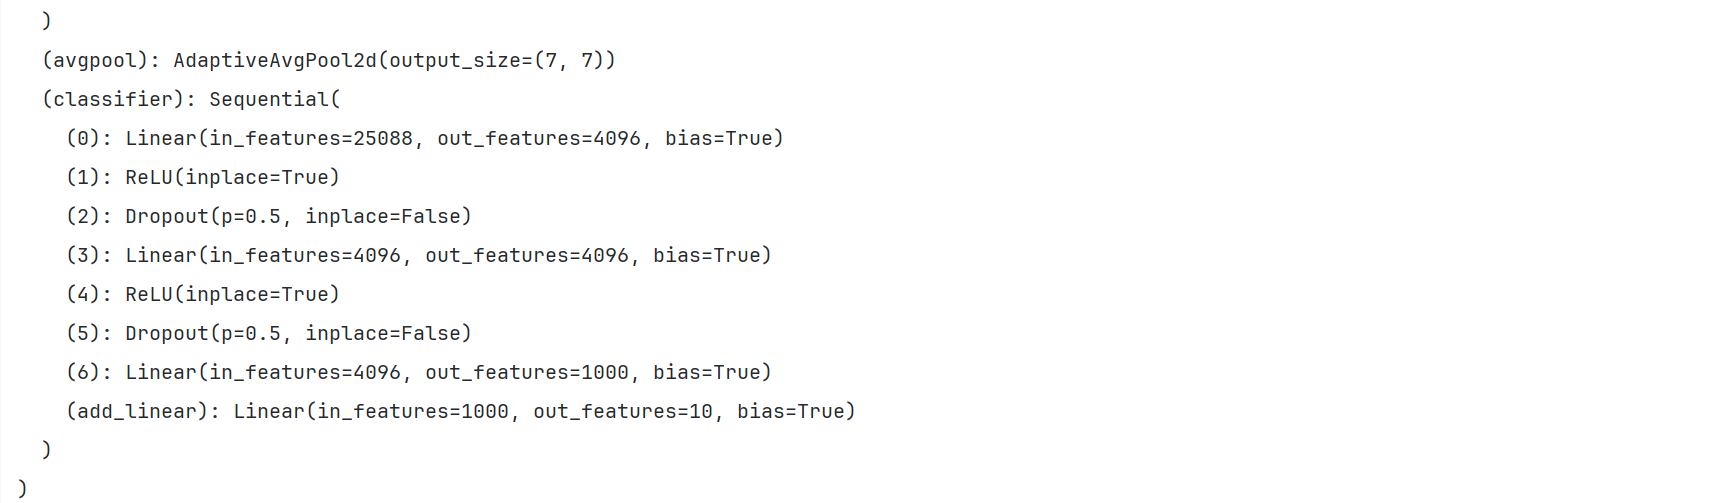 )
(avgpool): AdaptiveAvgPool2d(output_size=(7, 7))
(classifier): Sequential(
(0): Linear(in_features=25088, out_features=4096, bias=True)
(1): ReLU(inplace=True)
(2): Dropout(p=0.5, inplace=False)
(3): Linear(in_features=4096, out_features=4096, bias=True)
(4): ReLU(inplace=True)
(5): Dropout(p=0.5, inplace=False)
(6): Linear(in_features=4096, out_features=1000, bias=True)
(add_linear): Linear(in_features=1000, out_features=10, bias=True)
)
)